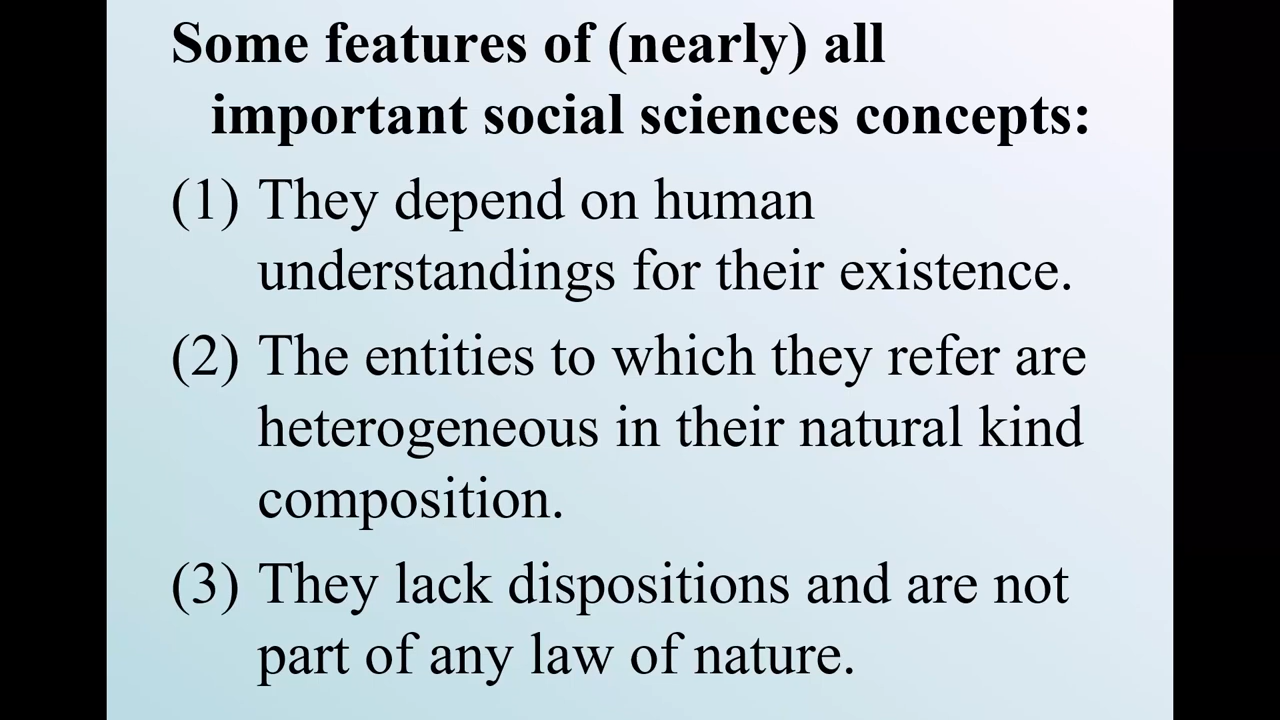 Some features of (nearly) all
important social sciences concepts:
(1) They depend on human
understandings for their existence.
(2) The entities to which they refer are
heterogeneous in their natural kind
composition.
(3) They lack dispositions and are not
part of any law of nature.